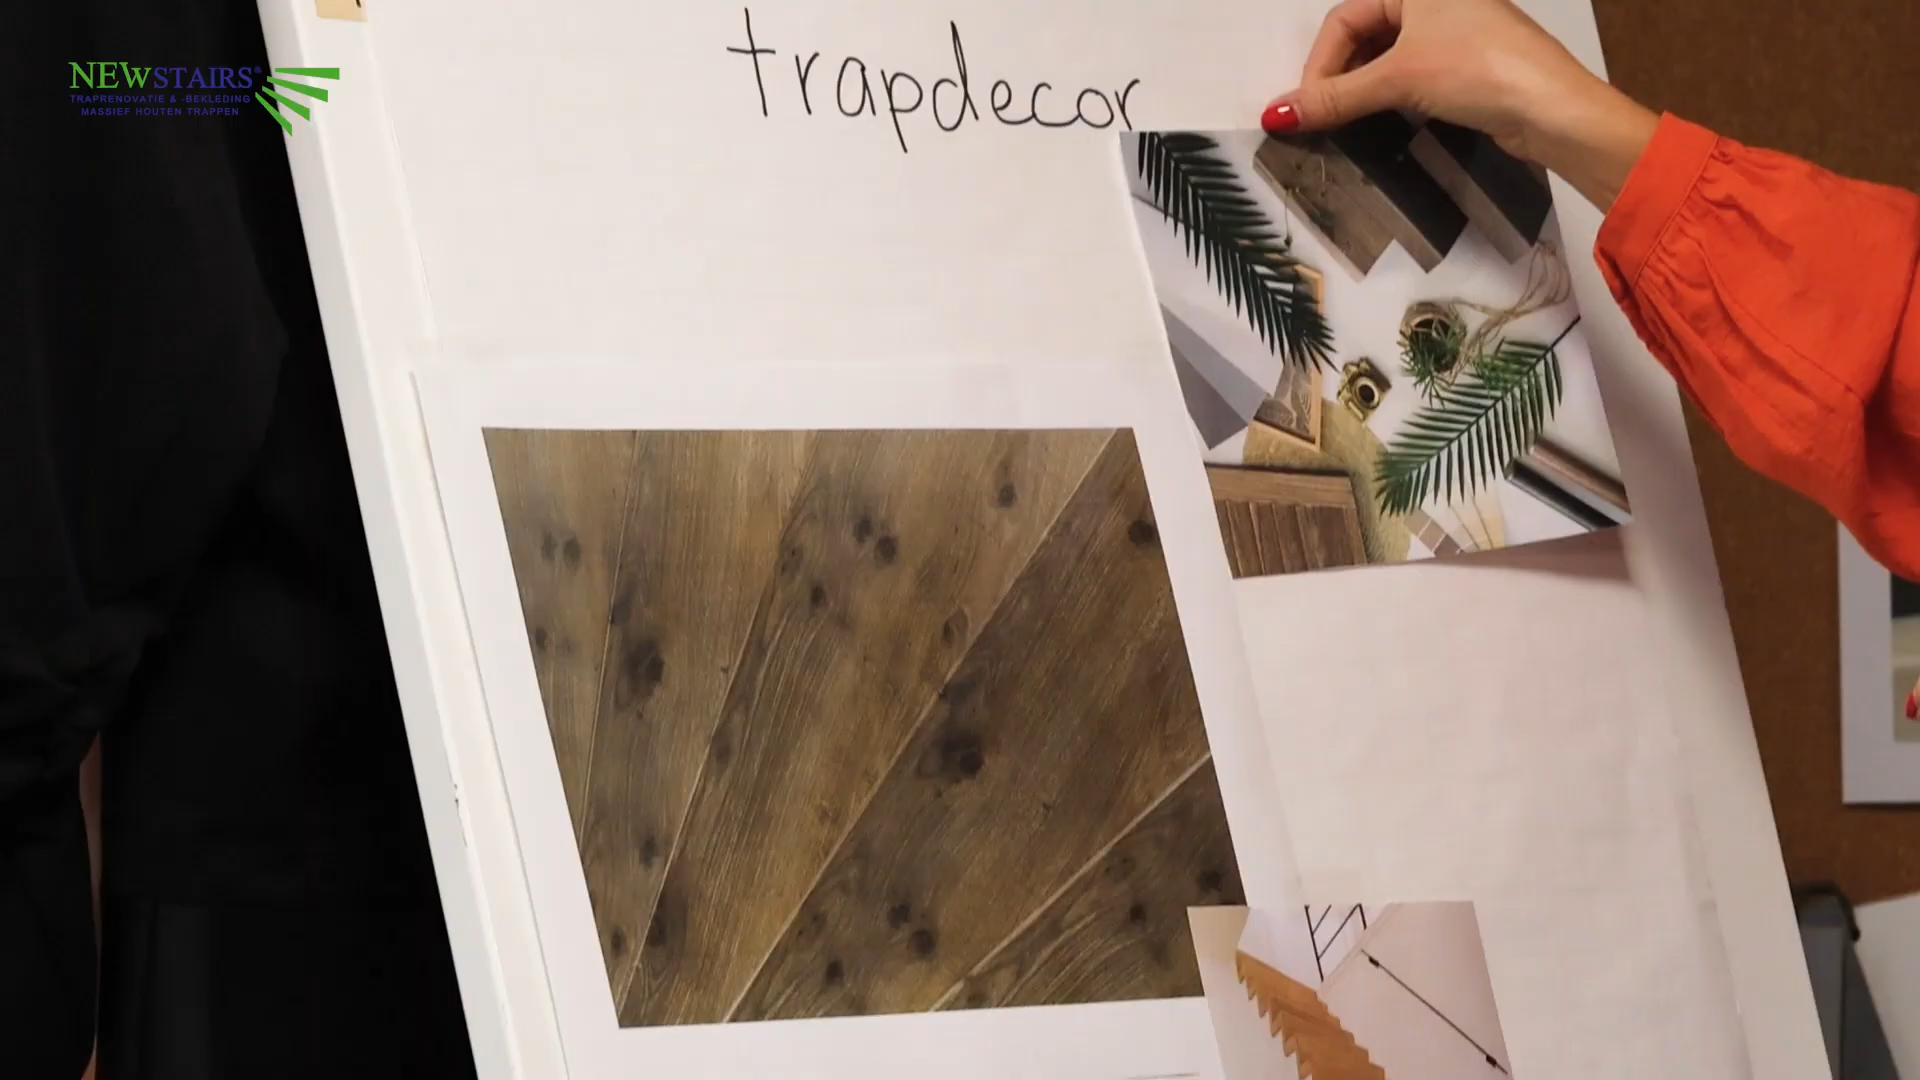 NEWSTAIRS®
TRAPRENOVATIE & -BEKLEDING
MASSIEF HOUTEN TRAPPEN
trapdecor